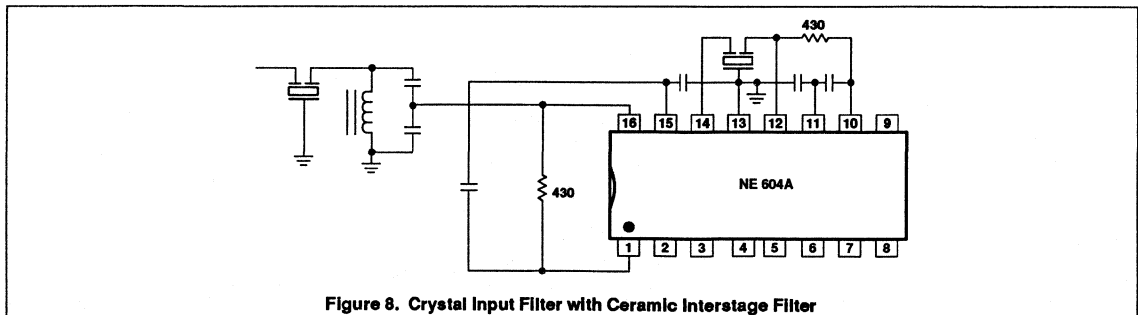 430
16 15 14 13 12 11 10 9
430
NE 604A
1 2 3 4 5 6 7 8
Figure 8. Crystal Input Filter with Ceramic Interstage Filter